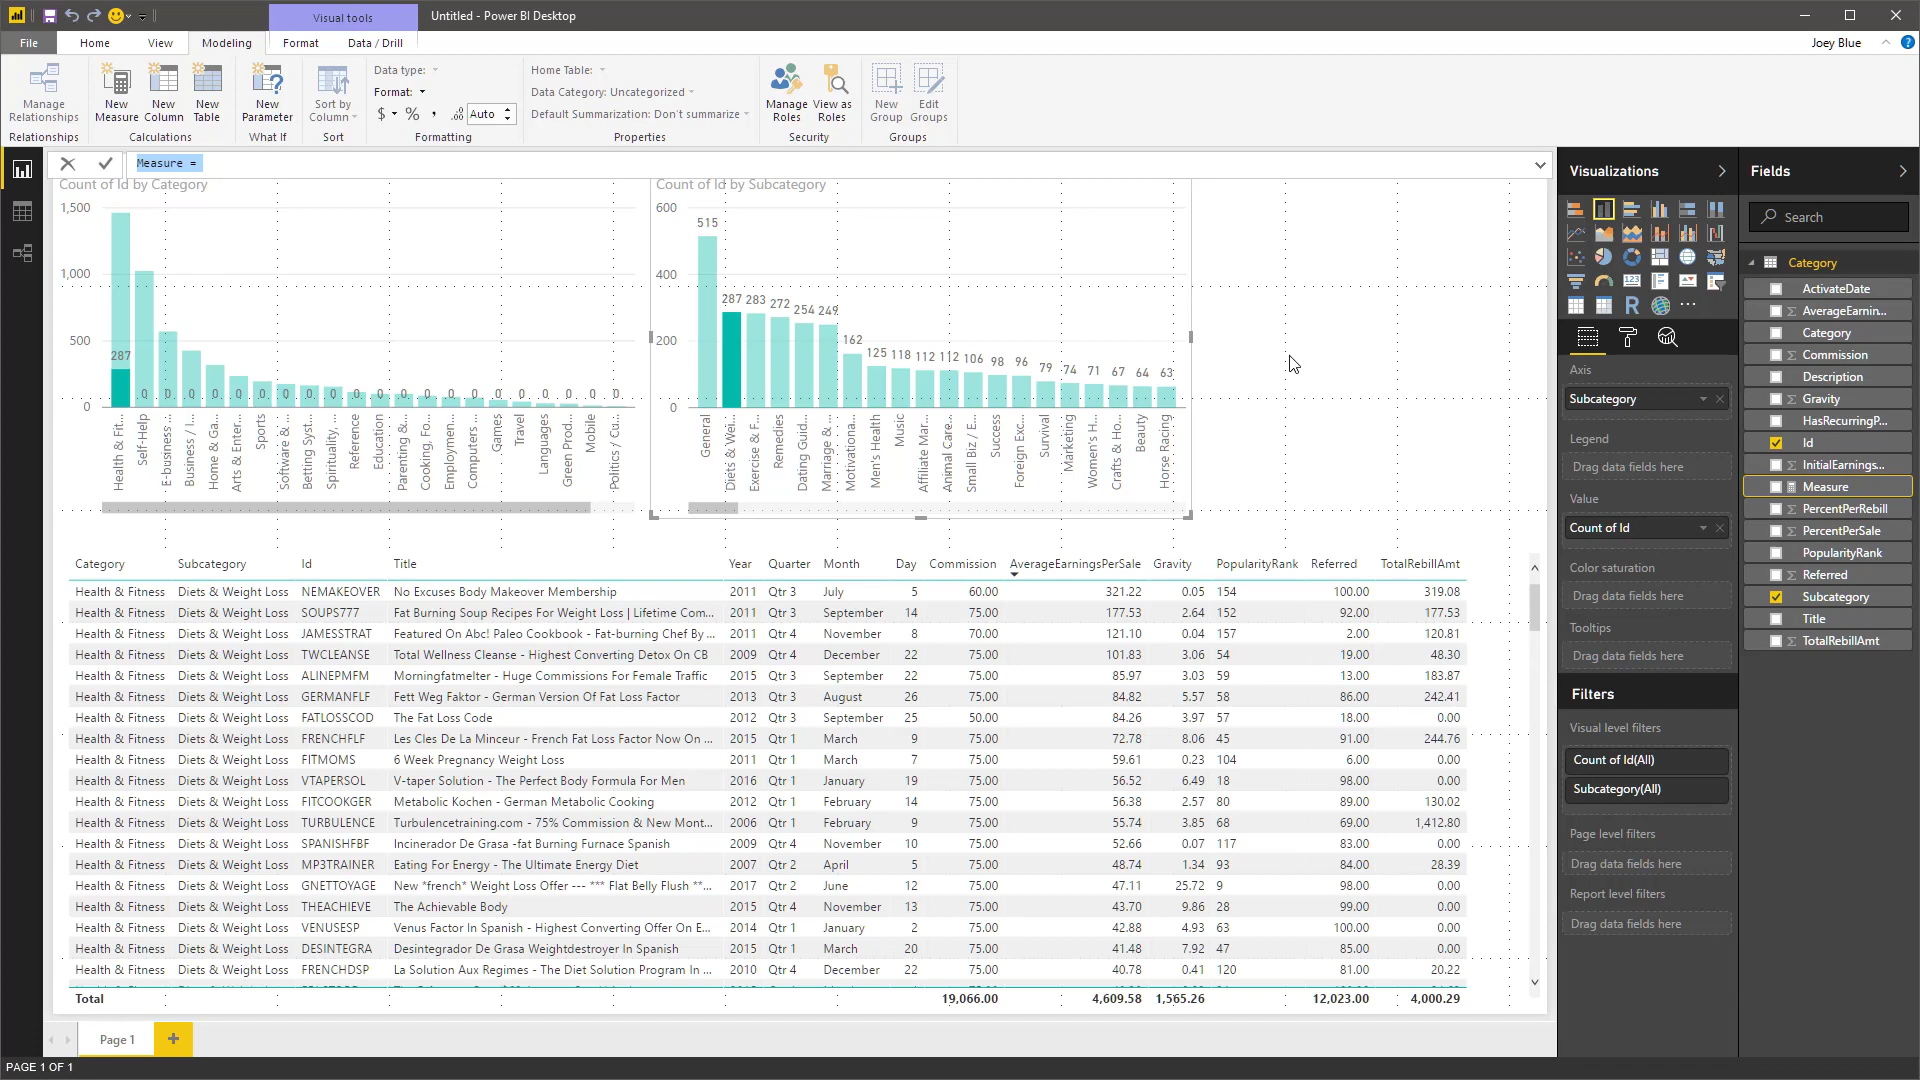 Visual tools
Untitled - Power BI Desktop
File
Home
View
Modeling
Format
Data / Drill
Joey Blue
Manage Relationships
New Measure
New Column
New Table
New Parameter
Sort by Column
Data type:
Format:
$ % , .00 Auto
Home Table:
Data Category: Uncategorized
Default Summarization: Don't summarize
Manage Roles
View as Roles
New Group
Edit Groups
Relationships
Calculations
What If
Sort
Formatting
Properties
Security
Groups
Measure =
Count of Id by Category
1,500
1,000
500
0
287
0 0 0 0 0 0 0 0 0 0 0 0 0 0 0 0 0 0 0 0 0
Health & Fit...
Self-Help
E-business ...
Business / I...
Home & Ga...
Arts & Enter...
Sports
Software & ...
Betting Syst...
Spirituality, ...
Reference
Education
Parenting &...
Cooking, Fo...
Employmen...
Computers ...
Games
Travel
Languages
Green Prod...
Mobile
Politics / Cu...
Count of Id by Subcategory
600
400
200
0
515
287 283 272 254 249 162 125 118 112 112 106 98 96 79 74 71 67 64 63
General
Diets & Wei...
Exercise & F...
Remedies
Dating Guid...
Marriage & ...
Motivationa...
Men's Health
Music
Affiliate Mar...
Animal Care...
Small Biz / E...
Success
Foreign Exc...
Survival
Marketing
Women's H...
Crafts & Ho...
Beauty
Horse Racing
Category Subcategory Id Title Year Quarter Month Day Commission AverageEarningsPerSale Gravity PopularityRank Referred TotalRebillAmt
Health & Fitness Diets & Weight Loss NEMAKEOVER No Excuses Body Makeover Membership 2011 Qtr 3 July 5 60.00 321.22 0.05 154 100.00 319.08
Health & Fitness Diets & Weight Loss SOUPS777 Fat Burning Soup Recipes For Weight Loss | Lifetime Com... 2011 Qtr 3 September 14 75.00 177.53 2.64 152 92.00 177.53
Health & Fitness Diets & Weight Loss JAMESSTRAT Featured On Abc! Paleo Cookbook - Fat-burning Chef By ... 2011 Qtr 4 November 8 70.00 121.10 0.04 157 2.00 120.81
Health & Fitness Diets & Weight Loss TWCLEANSE Total Wellness Cleanse - Highest Converting Detox On CB 2009 Qtr 4 December 22 75.00 101.83 3.06 54 19.00 48.30
Health & Fitness Diets & Weight Loss ALINEPMFM Morningfatmelter - Huge Commissions For Female Traffic 2015 Qtr 3 September 22 75.00 85.97 3.03 59 13.00 183.87
Health & Fitness Diets & Weight Loss GERMANFLF Fett Weg Faktor - German Version Of Fat Loss Factor 2013 Qtr 3 August 26 75.00 84.82 5.57 58 86.00 242.41
Health & Fitness Diets & Weight Loss FATLOSSCOD The Fat Loss Code 2012 Qtr 3 September 25 50.00 84.26 3.97 57 18.00 0.00
Health & Fitness Diets & Weight Loss FRENCHFLF Les Cles De La Minceur - French Fat Loss Factor Now On ... 2015 Qtr 1 March 9 75.00 72.78 8.06 45 91.00 244.76
Health & Fitness Diets & Weight Loss FITMOMS 6 Week Pregnancy Weight Loss 2011 Qtr 1 March 7 75.00 59.61 0.23 104 6.00 0.00
Health & Fitness Diets & Weight Loss VTAPERSOL V-taper Solution - The Perfect Body Formula For Men 2016 Qtr 1 January 19 75.00 56.52 6.49 18 98.00 0.00
Health & Fitness Diets & Weight Loss FITCOOKGER Metabolic Kochen - German Metabolic Cooking 2012 Qtr 1 February 14 75.00 56.38 2.57 80 89.00 130.02
Health & Fitness Diets & Weight Loss TURBULENCE Turbulencetraining.com - 75% Commission & New Mont... 2006 Qtr 1 February 9 75.00 55.74 3.85 68 69.00 1,412.80
Health & Fitness Diets & Weight Loss SPANISHFBF Incinerador De Grasa -fat Burning Furnace Spanish 2009 Qtr 4 November 10 75.00 52.66 0.07 117 83.00 0.00
Health & Fitness Diets & Weight Loss MP3TRAINER Eating For Energy - The Ultimate Energy Diet 2007 Qtr 2 April 5 75.00 48.74 1.34 93 84.00 28.39
Health & Fitness Diets & Weight Loss GNETTOYAGE New *french* Weight Loss Offer --- *** Flat Belly Flush **... 2017 Qtr 2 June 12 75.00 47.11 25.72 9 98.00 0.00
Health & Fitness Diets & Weight Loss THEACHIEVE The Achievable Body 2015 Qtr 4 November 13 75.00 43.70 9.86 28 99.00 0.00
Health & Fitness Diets & Weight Loss VENUSESP Venus Factor In Spanish - Highest Converting Offer On E... 2014 Qtr 1 January 2 75.00 42.88 4.93 63 100.00 0.00
Health & Fitness Diets & Weight Loss DESINTEGRA Desintegrador De Grasa Weightdestroyer In Spanish 2015 Qtr 1 March 20 75.00 41.48 7.92 47 85.00 0.00
Health & Fitness Diets & Weight Loss FRENCHDSP La Solution Aux Regimes - The Diet Solution Program In ... 2010 Qtr 4 December 22 75.00 40.78 0.41 120 81.00 20.22
Total 19,066.00 4,609.58 1,565.26 12,023.00 4,000.29
Page 1
PAGE 1 OF 1
Visualizations
Axis
Subcategory
Legend
Drag data fields here
Value
Count of Id
Color saturation
Drag data fields here
Tooltips
Drag data fields here
Filters
Visual level filters
Count of Id(All)
Subcategory(All)
Page level filters
Drag data fields here
Report level filters
Drag data fields here
Fields
Search
Category
ActivateDate
AverageEarnin...
Category
Commission
Description
Gravity
HasRecurringP...
Id
InitialEarnings...
Measure
PercentPerRebill
PercentPerSale
PopularityRank
Referred
Subcategory
Title
TotalRebillAmt